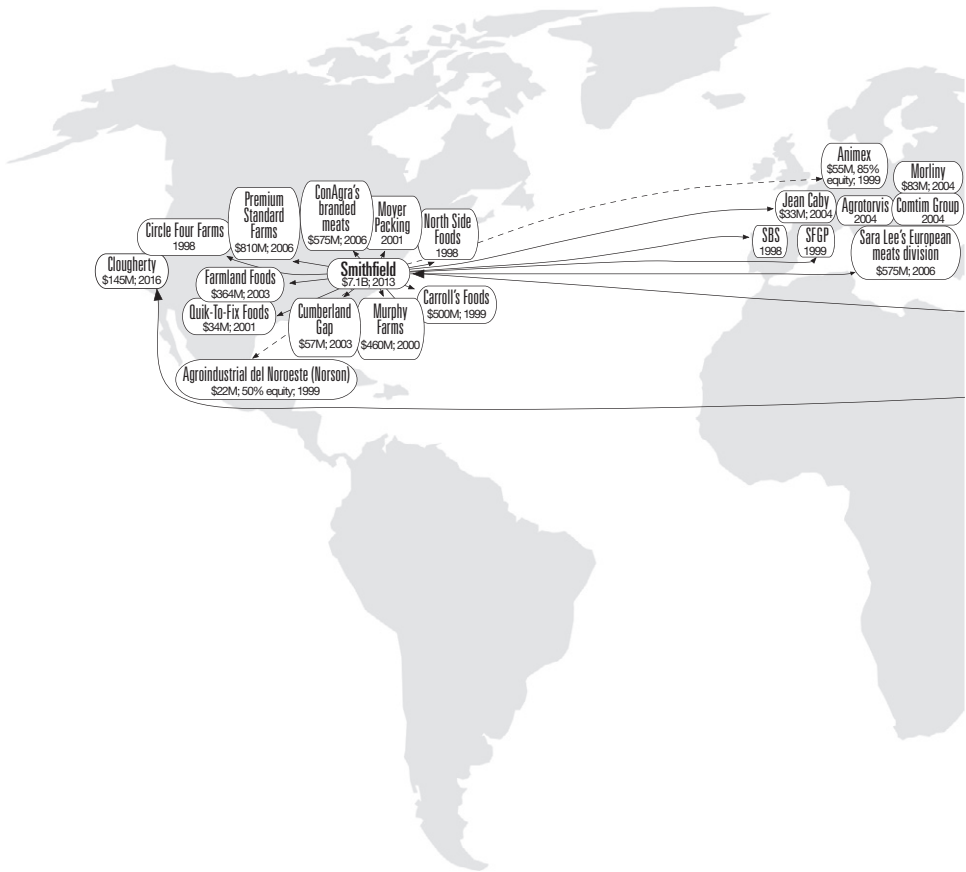 Animex
$55M, 85%
equity; 1999
Morliny
$83M; 2004
Jean Caby
$33M; 2004
Agrotorvis
2004
Comtim Group
2004
SBS
1998
SFGP
1999
Sara Lee's European
meats division
$575M; 2006
ConAgra's
branded
meats
$575M; 2006
Premium
Standard
Farms
$810M; 2006
Moyer
Packing
2001
North Side
Foods
1998
Circle Four Farms
1998
Clougherty
$145M; 2016
Smithfield
$7.1B; 2013
Farmland Foods
$364M; 2003
Quik-To-Fix Foods
$34M; 2001
Cumberland
Gap
$57M; 2003
Murphy
Farms
$460M; 2000
Carroll's Foods
$500M; 1999
Agroindustrial del Noroeste (Norson)
$22M; 50% equity; 1999